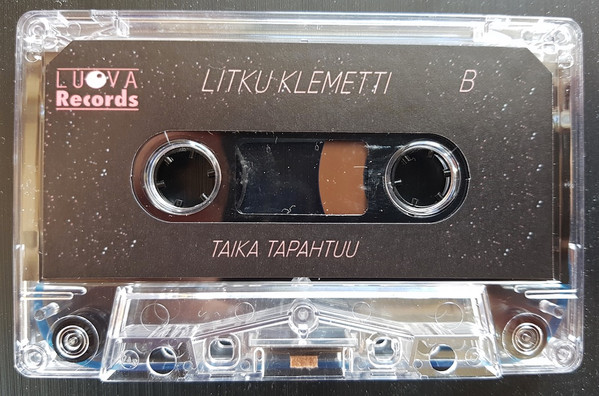 LUOVA
Records
LITKU KLEMETTI
B
TAIKA TAPAHTUU